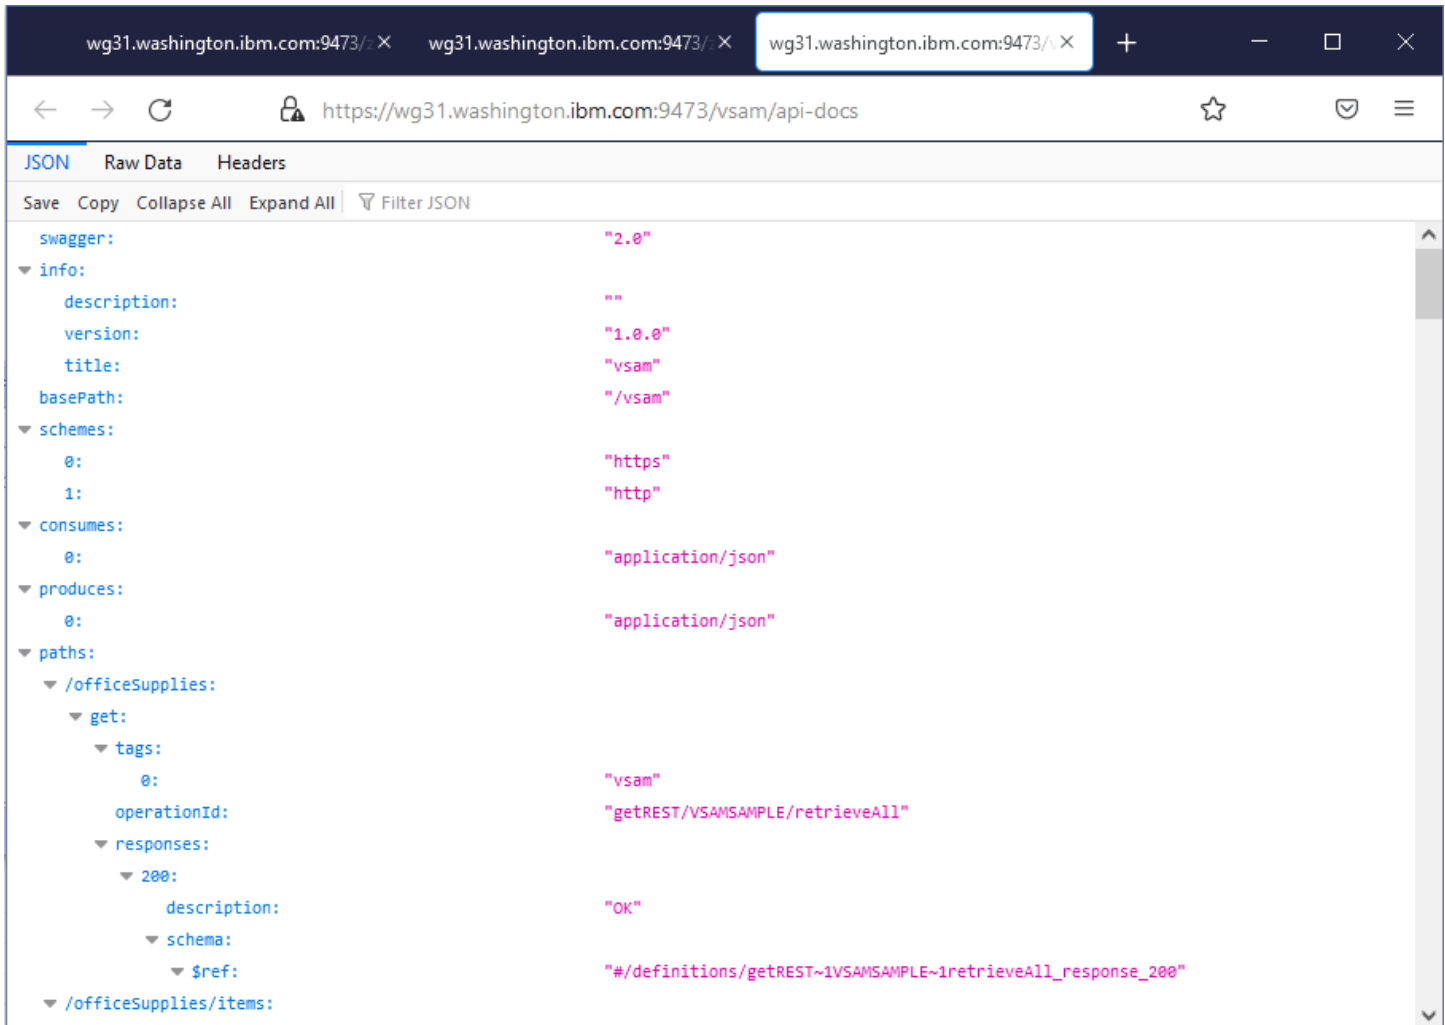 wg31.washington.ibm.com:9473/z wg31.washington.ibm.com:9473/z wg31.washington.ibm.com:9473/v
https://wg31.washington.ibm.com:9473/vsam/api-docs
JSON Raw Data Headers
Save Copy Collapse All Expand All Filter JSON
swagger: "2.0"
info:
description: ""
version: "1.0.0"
title: "vsam"
basePath: "/vsam"
schemes:
0: "https"
1: "http"
consumes:
0: "application/json"
produces:
0: "application/json"
paths:
/officeSupplies:
get:
tags:
0: "vsam"
operationId: "getREST/VSAMSAMPLE/retrieveAll"
responses:
200:
description: "OK"
schema:
$ref: "#/definitions/getREST~1VSAMSAMPLE~1retrieveAll_response_200"
/officeSupplies/items: